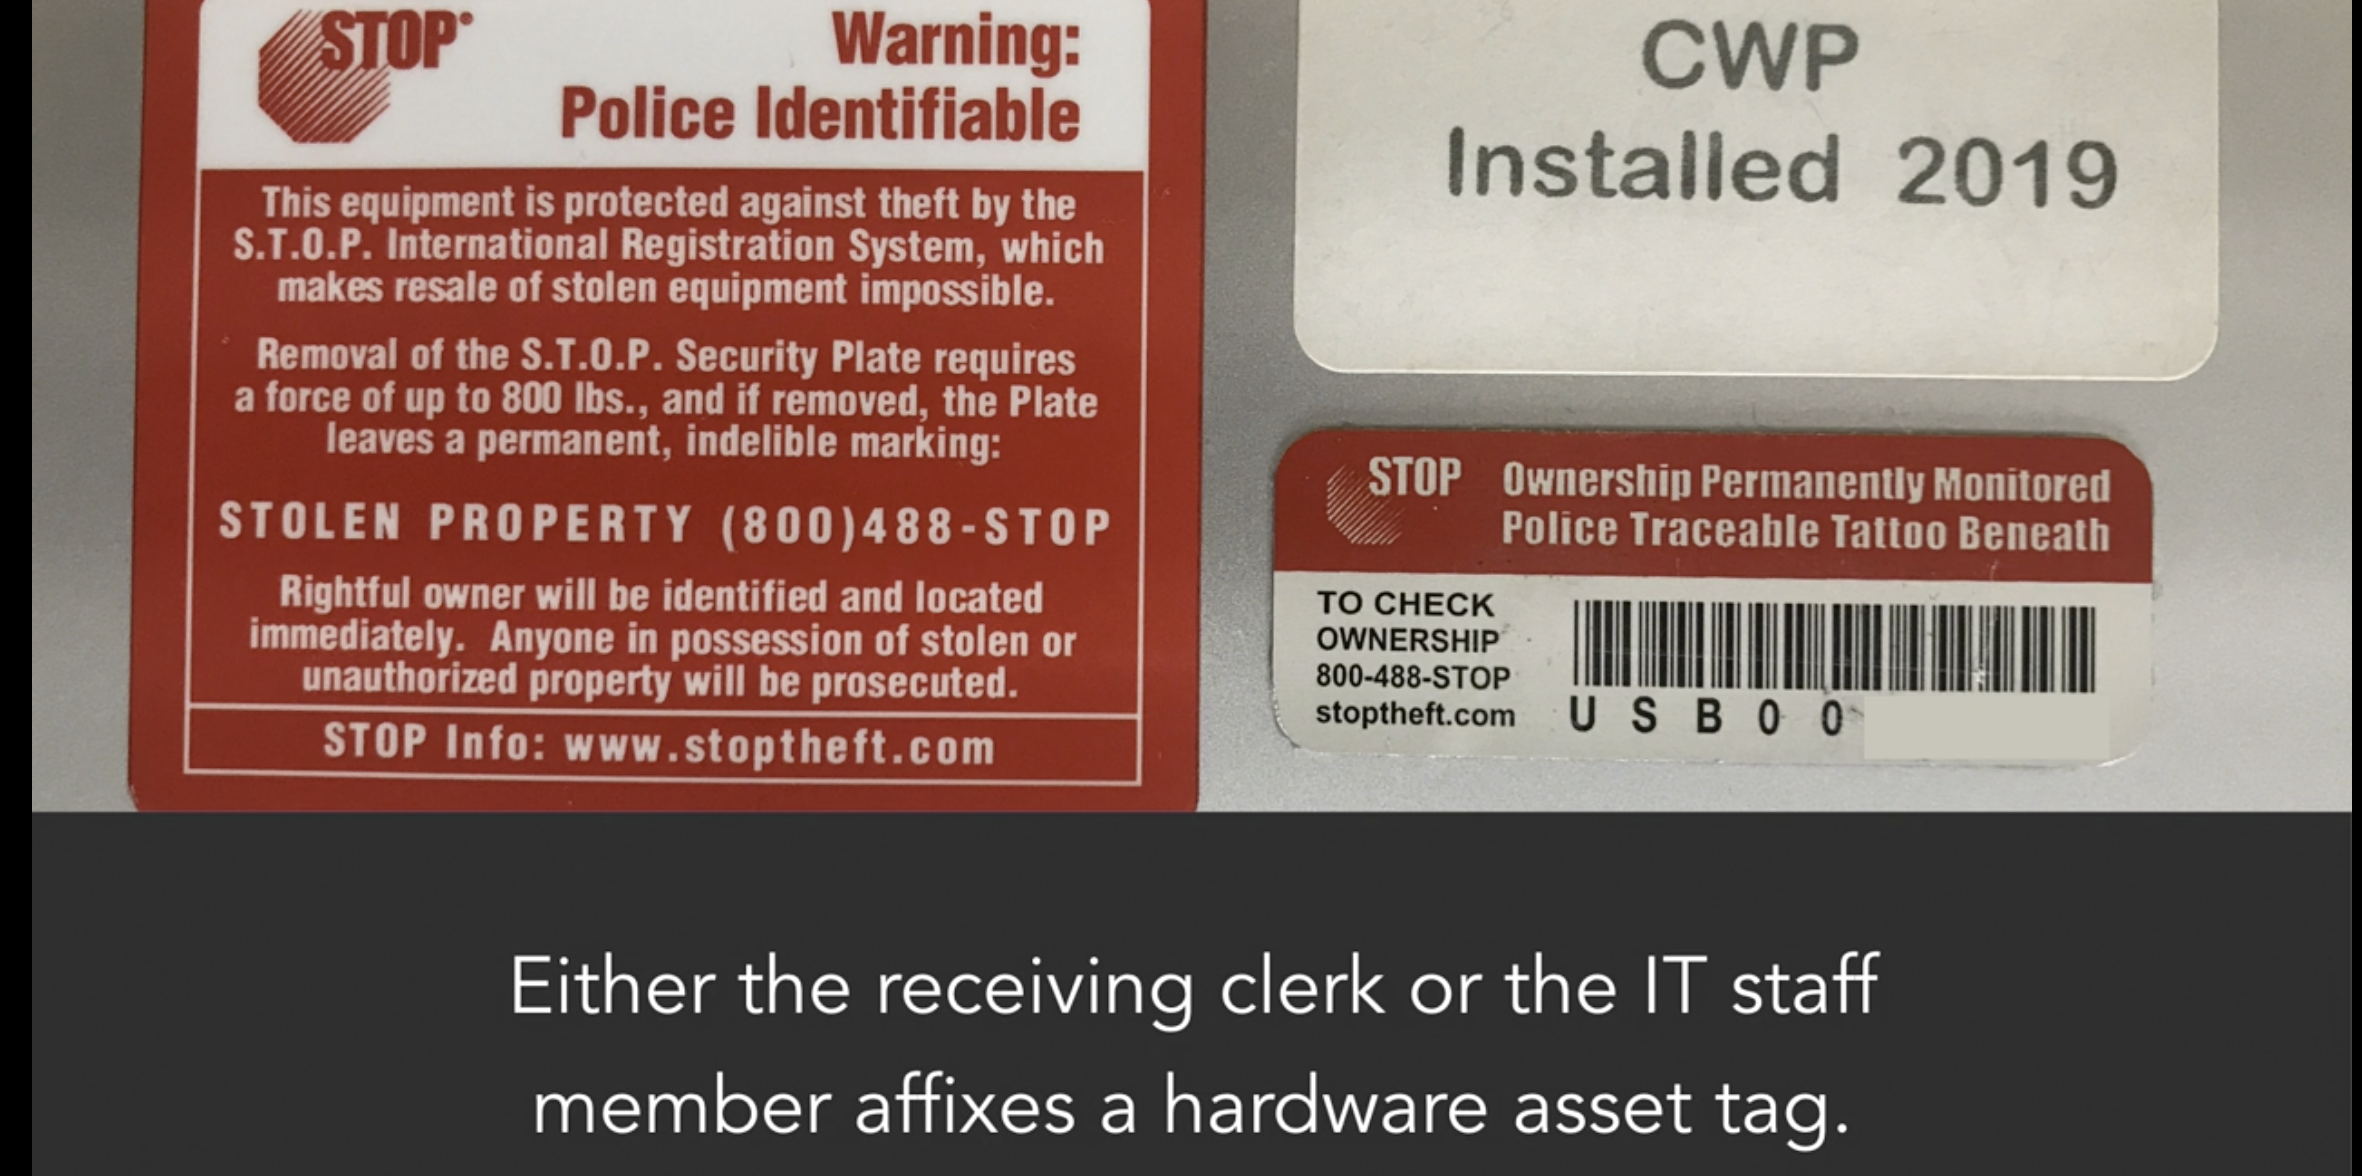 STOP
Warning:
Police Identifiable
This equipment is protected against theft by the
S.T.O.P. International Registration System, which
makes resale of stolen equipment impossible.
Removal of the S.T.O.P. Security Plate requires
a force of up to 800 lbs., and if removed, the Plate
leaves a permanent, indelible marking:
STOLEN PROPERTY (800)488-STOP
Rightful owner will be identified and located
immediately. Anyone in possession of stolen or
unauthorized property will be prosecuted.
STOP Info: www.stoptheft.com
CWP
Installed 2019
STOP
Ownership Permanently Monitored
Police Traceable Tattoo Beneath
TO CHECK
OWNERSHIP
800-488-STOP
stoptheft.com
U S B 0 0
Either the receiving clerk or the IT staff
member affixes a hardware asset tag.